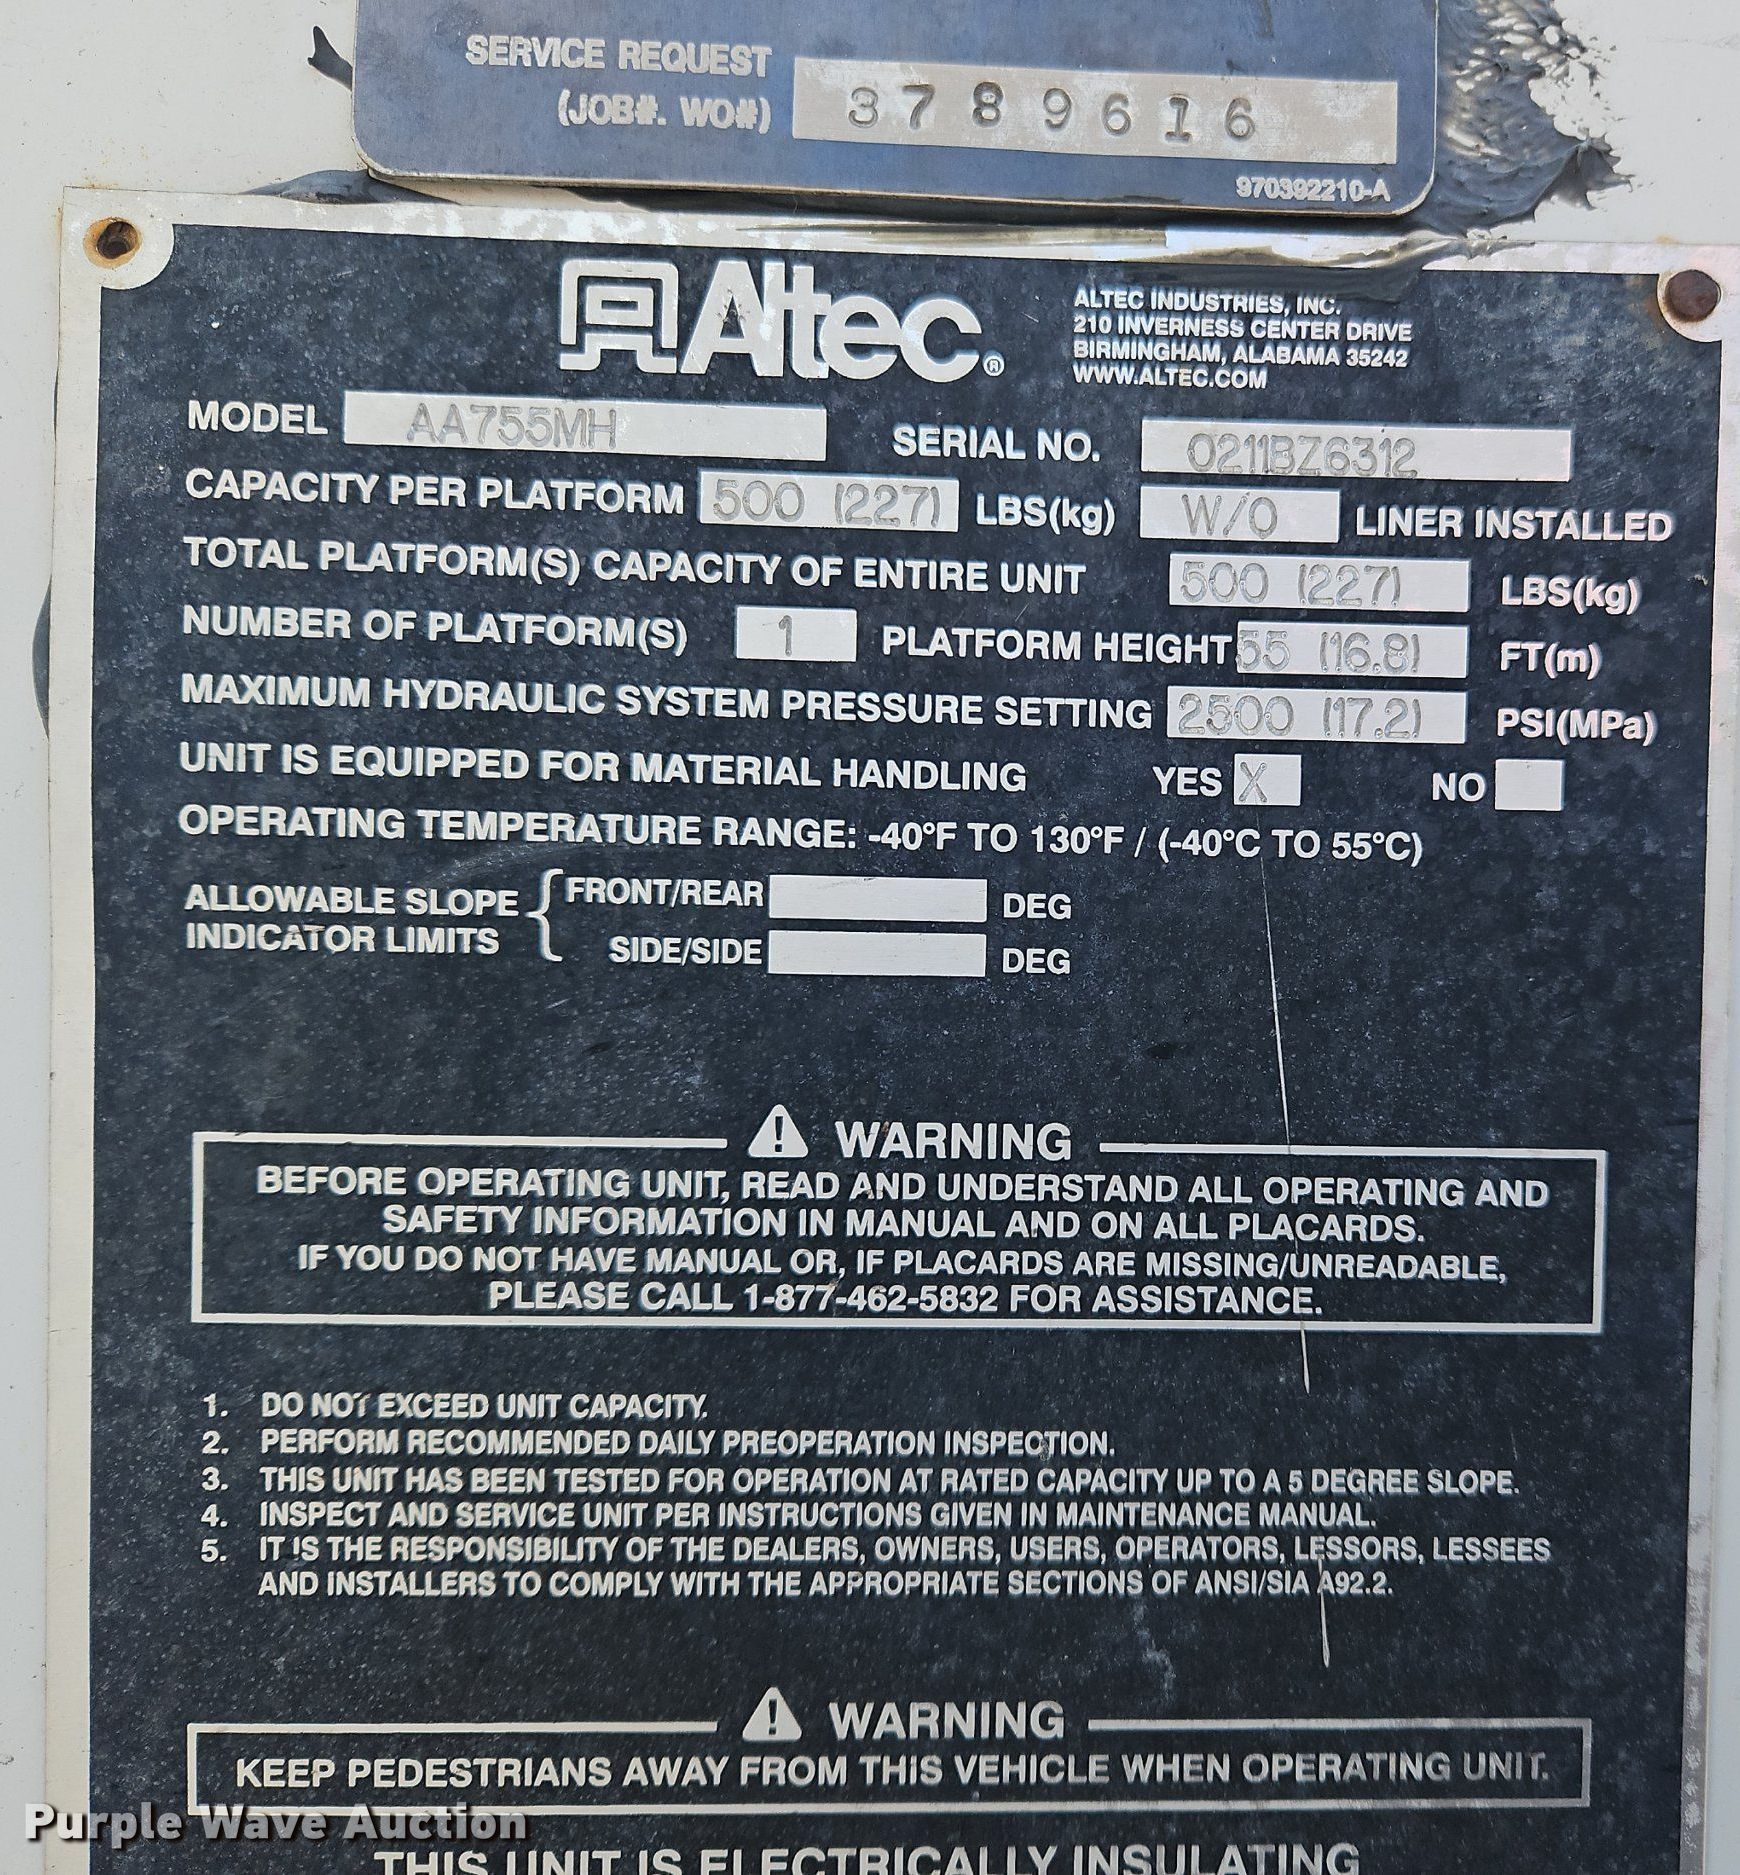 SERVICE REQUEST
(JOB#. WO#) 3789616
970392210-A
Altec®
ALTEC INDUSTRIES, INC.
210 INVERNESS CENTER DRIVE
BIRMINGHAM, ALABAMA 35242
WWW.ALTEC.COM
MODEL AA755MH SERIAL NO. 0211BZ6312
CAPACITY PER PLATFORM 500 (227) LBS(kg) W/O LINER INSTALLED
TOTAL PLATFORM(S) CAPACITY OF ENTIRE UNIT 500 (227) LBS(kg)
NUMBER OF PLATFORM(S) 1 PLATFORM HEIGHT 55 (16.8) FT(m)
MAXIMUM HYDRAULIC SYSTEM PRESSURE SETTING 2500 (17.2) PSI(MPa)
UNIT IS EQUIPPED FOR MATERIAL HANDLING YES X NO
OPERATING TEMPERATURE RANGE: -40°F TO 130°F / (-40°C TO 55°C)
ALLOWABLE SLOPE INDICATOR LIMITS
FRONT/REAR DEG
SIDE/SIDE DEG
WARNING
BEFORE OPERATING UNIT, READ AND UNDERSTAND ALL OPERATING AND
SAFETY INFORMATION IN MANUAL AND ON ALL PLACARDS.
IF YOU DO NOT HAVE MANUAL OR, IF PLACARDS ARE MISSING/UNREADABLE,
PLEASE CALL 1-877-462-5832 FOR ASSISTANCE.
1. DO NOT EXCEED UNIT CAPACITY.
2. PERFORM RECOMMENDED DAILY PREOPERATION INSPECTION.
3. THIS UNIT HAS BEEN TESTED FOR OPERATION AT RATED CAPACITY UP TO A 5 DEGREE SLOPE.
4. INSPECT AND SERVICE UNIT PER INSTRUCTIONS GIVEN IN MAINTENANCE MANUAL.
5. IT IS THE RESPONSIBILITY OF THE DEALERS, OWNERS, USERS, OPERATORS, LESSORS, LESSEES
AND INSTALLERS TO COMPLY WITH THE APPROPRIATE SECTIONS OF ANSI/SIA A92.2.
WARNING
KEEP PEDESTRIANS AWAY FROM THIS VEHICLE WHEN OPERATING UNIT.
THIS UNIT IS ELECTRICALLY INSULATING
Purple Wave Auction